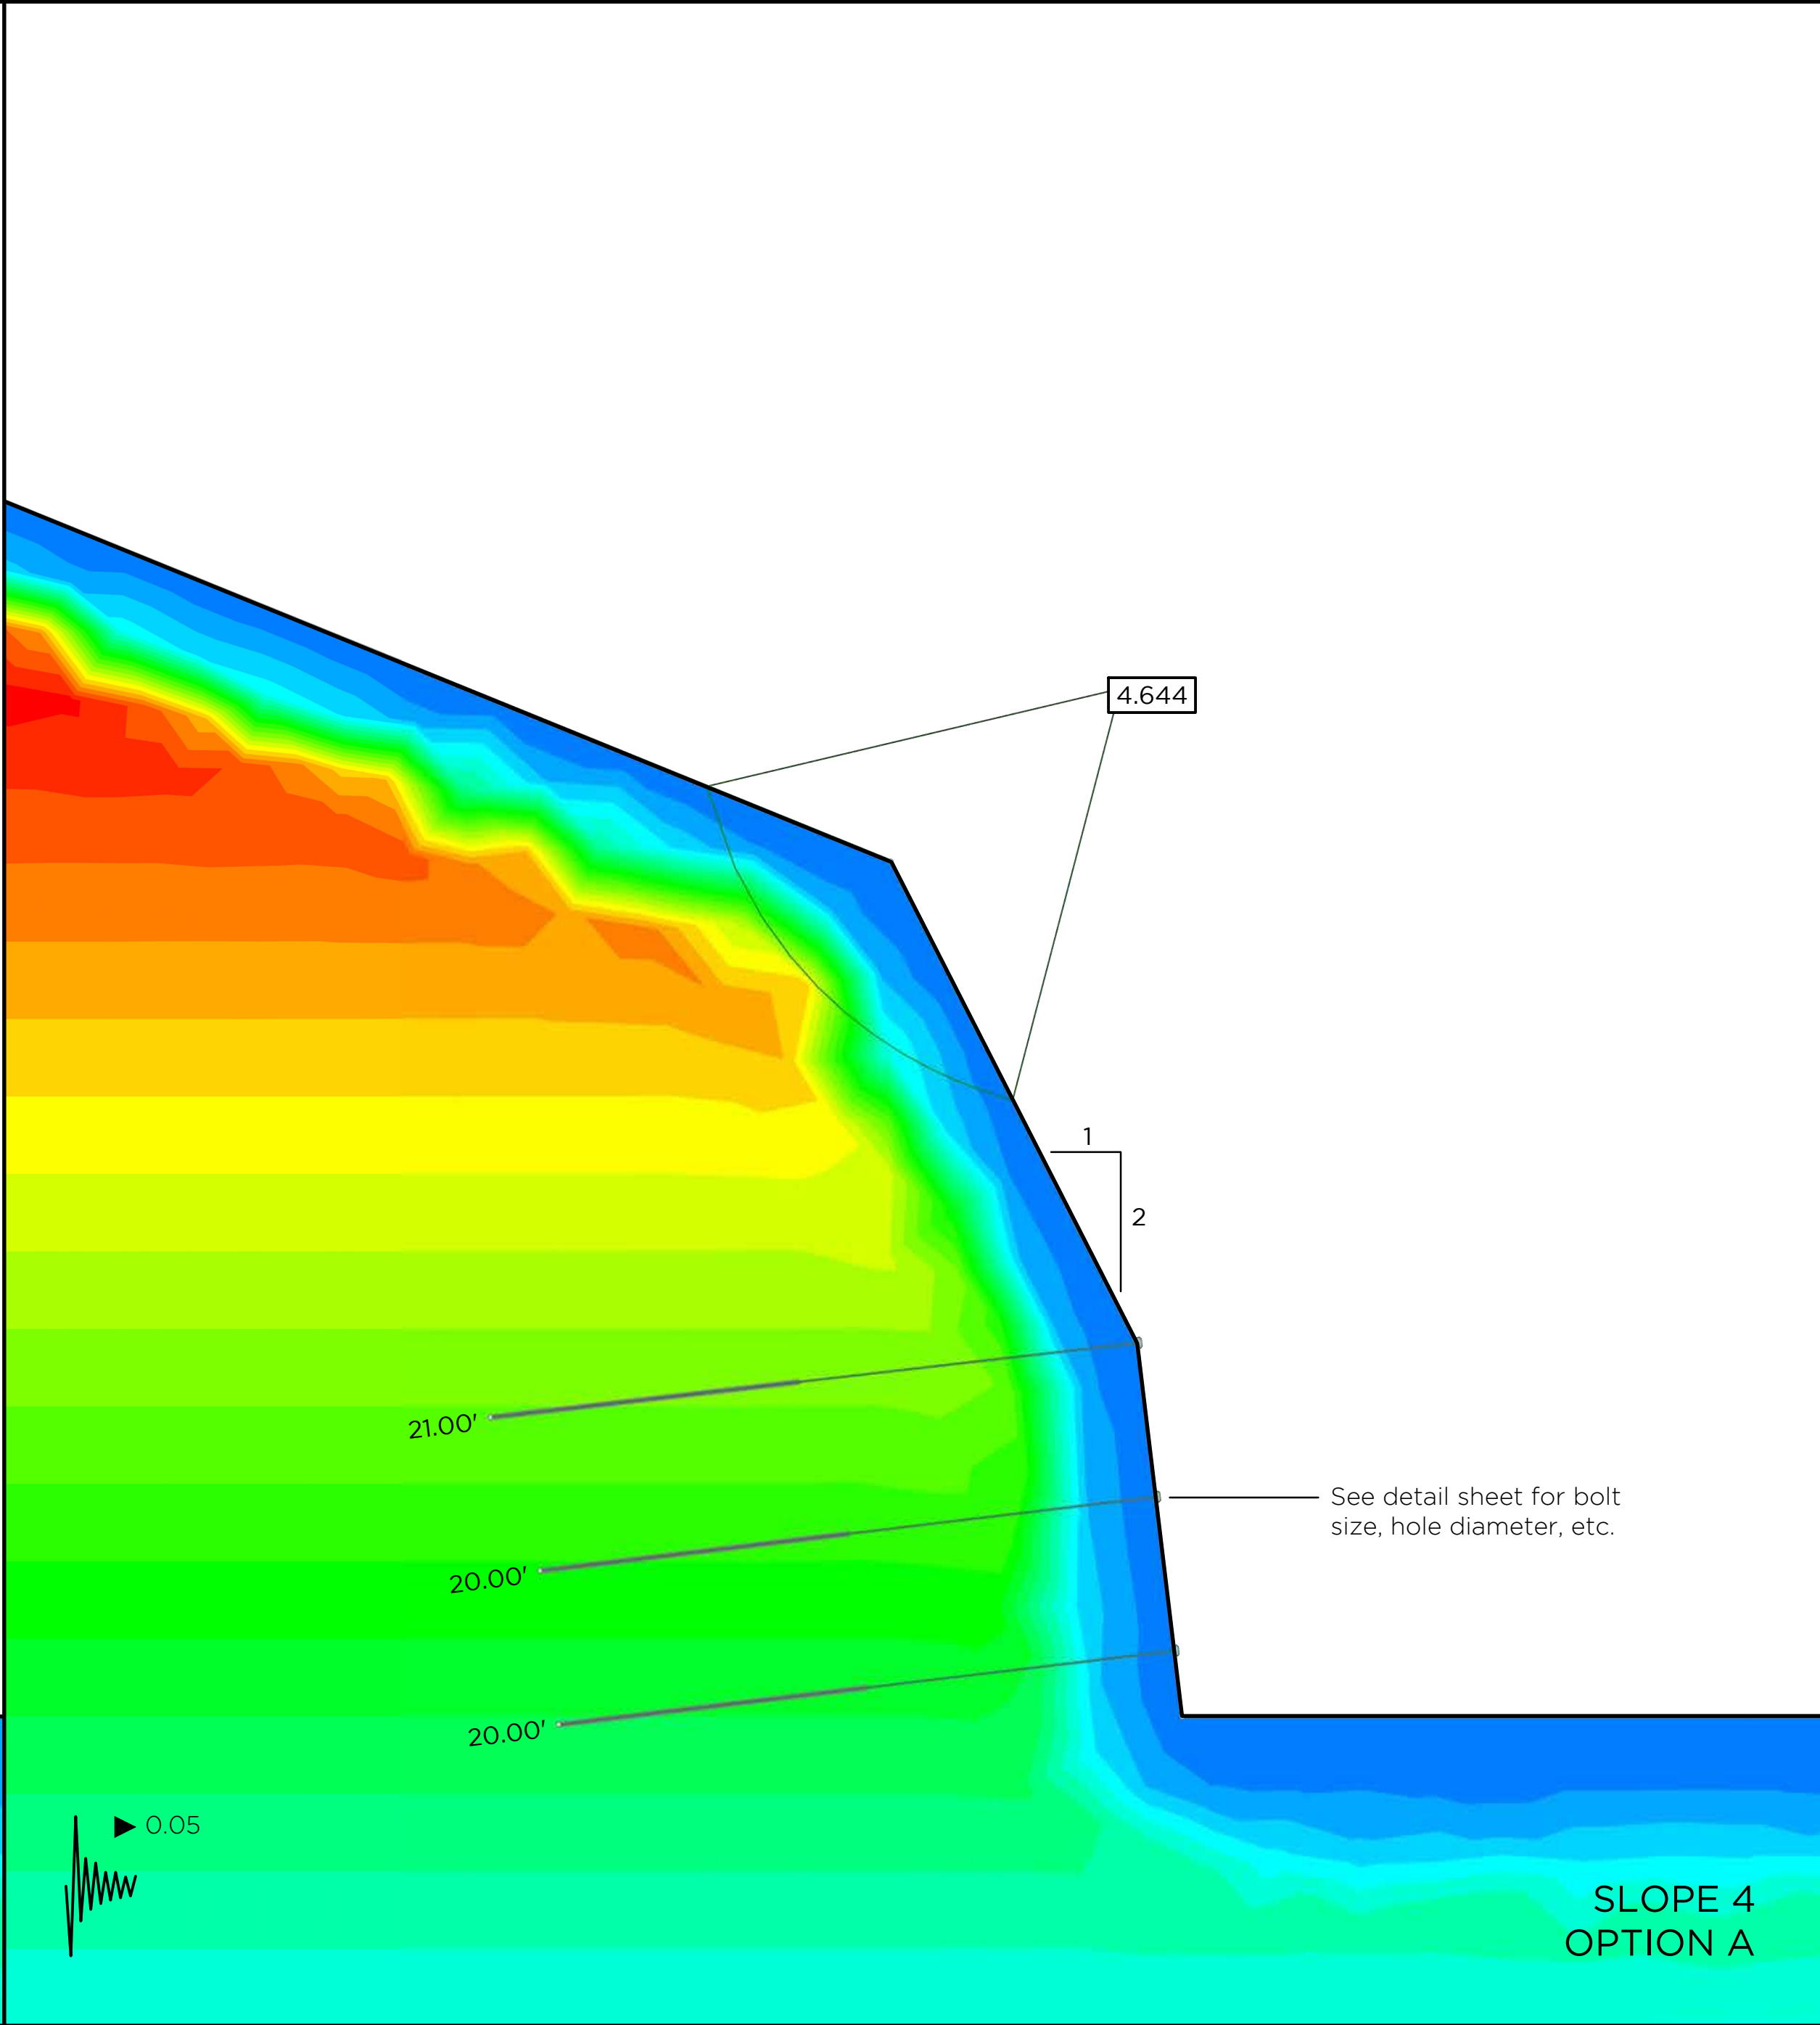 4.644
1
2
21.00'
See detail sheet for bolt
size, hole diameter, etc.
20.00'
20.00'
0.05
SLOPE 4
OPTION A